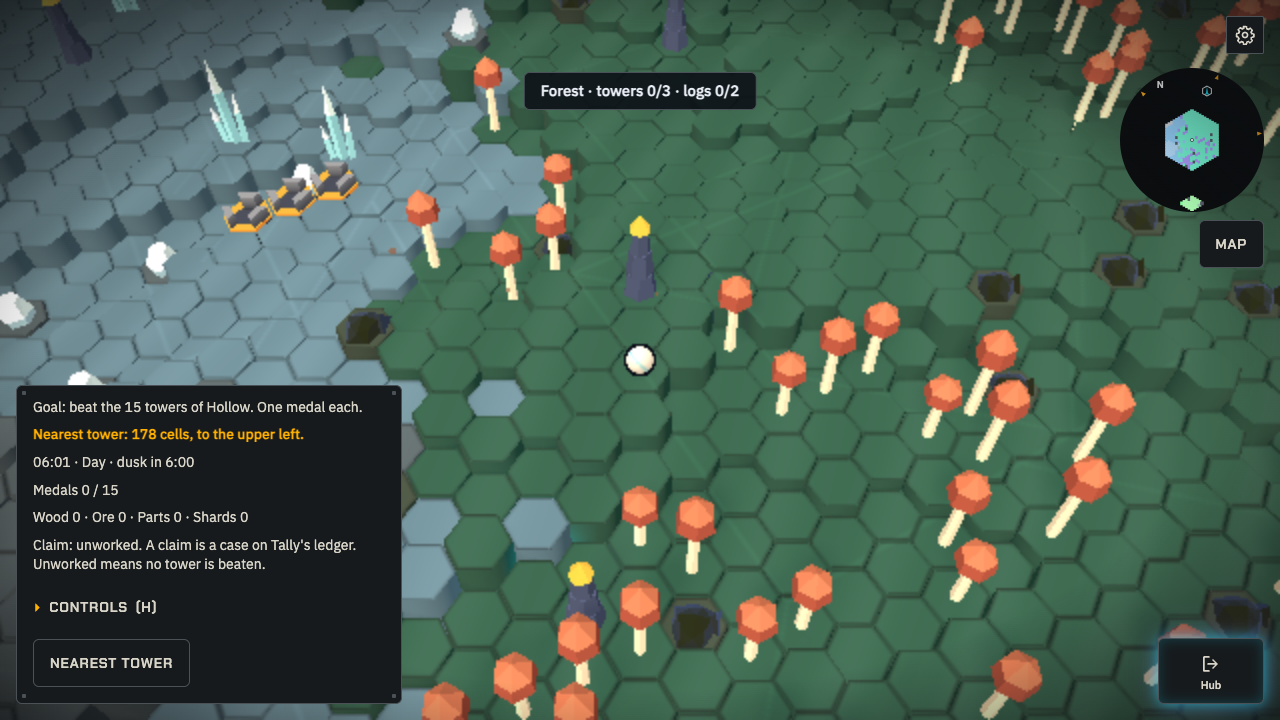 Forest · towers 0/3 · logs 0/2
N
MAP
Goal: beat the 15 towers of Hollow. One medal each.
Nearest tower: 178 cells, to the upper left.
06:01 · Day · dusk in 6:00
Medals 0 / 15
Wood 0 · Ore 0 · Parts 0 · Shards 0
Claim: unworked. A claim is a case on Tally's ledger.
Unworked means no tower is beaten.
CONTROLS (H)
NEAREST TOWER
Hub